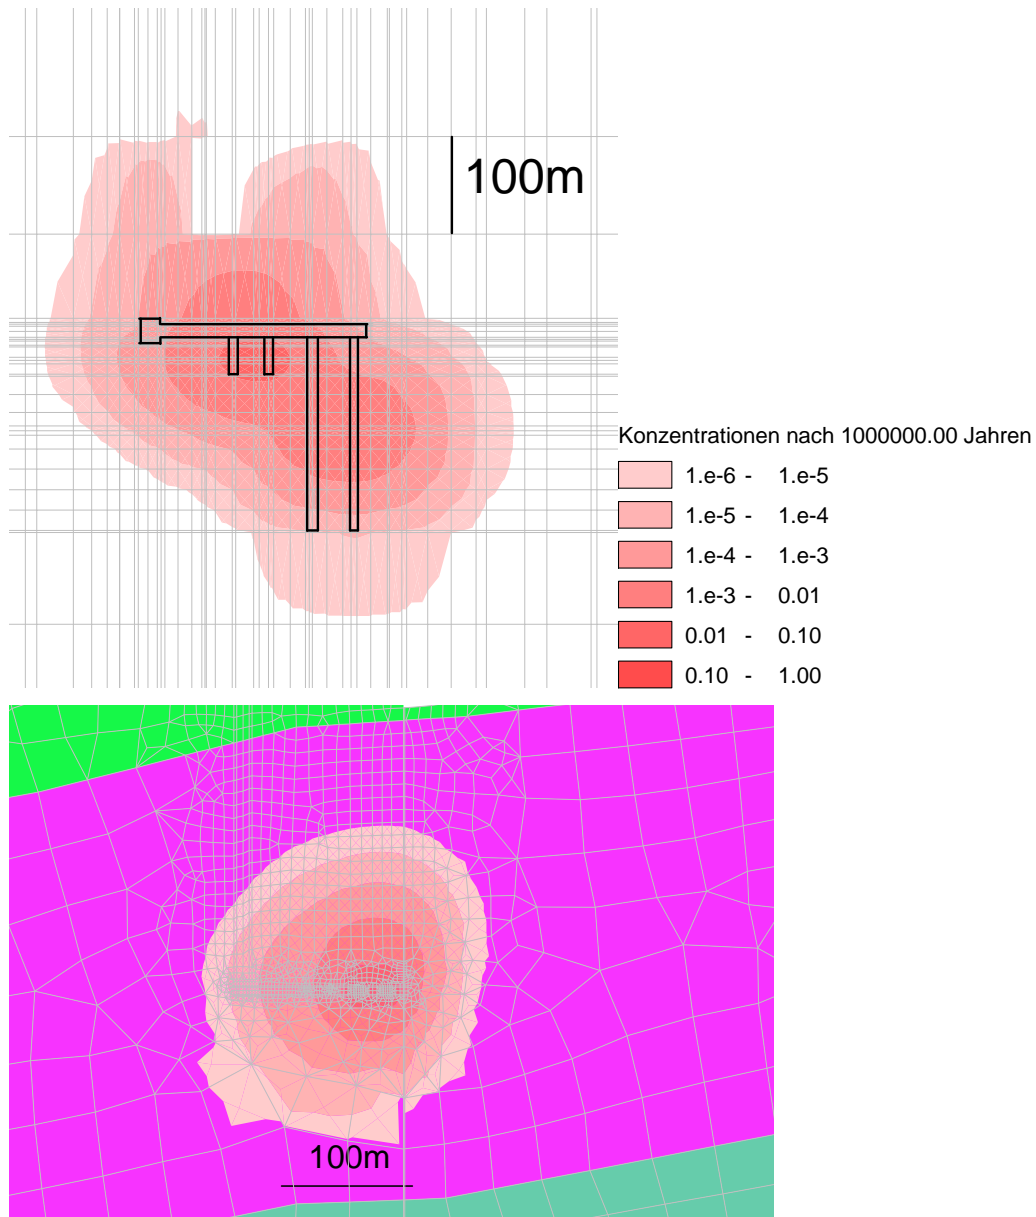 100m
Konzentrationen nach 1000000.00 Jahren
1.e-6 - 1.e-5
1.e-5 - 1.e-4
1.e-4 - 1.e-3
1.e-3 - 0.01
0.01 - 0.10
0.10 - 1.00
100m